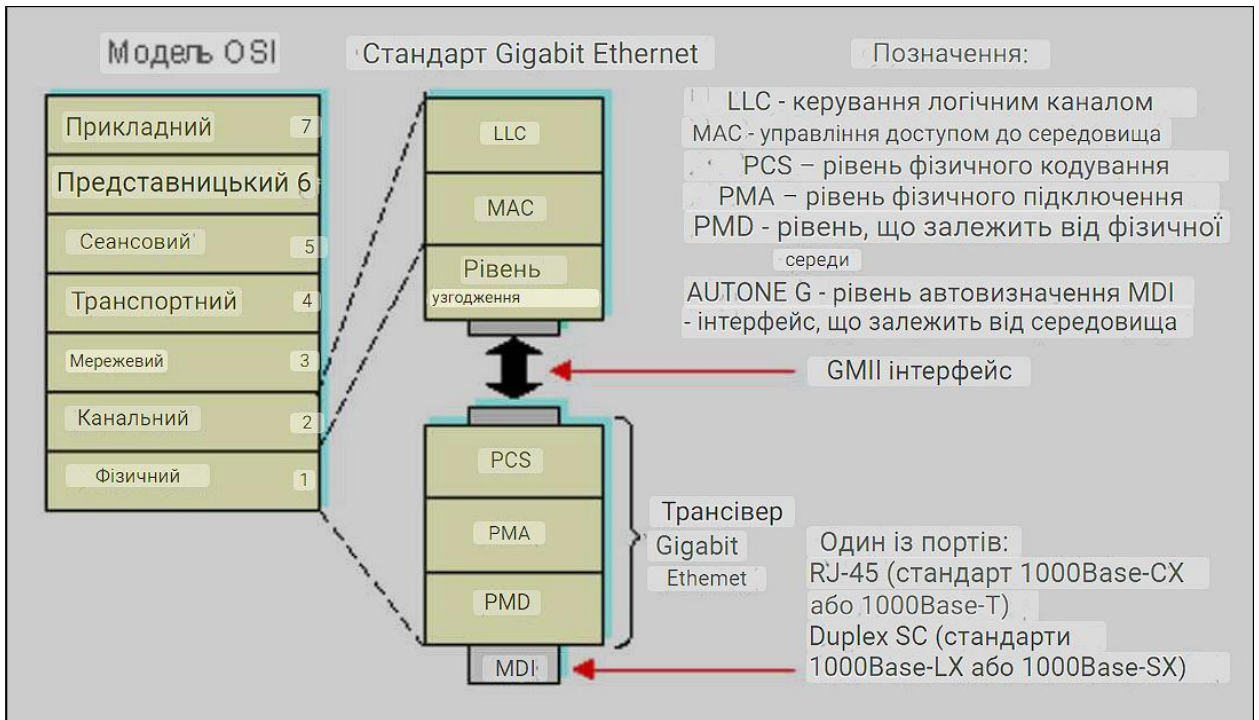 Модель OSI
Стандарт Gigabit Ethernet
Позначення:
Прикладний 7
Представницький 6
Сеансовий 5
Транспортний 4
Мережевий 3
Канальний 2
Фізичний 1
LLC
MAC
Рівень
узгодження
PCS
PMA
PMD
MDI
LLC - керування логічним каналом
MAC - управління доступом до середовища
PCS – рівень фізичного кодування
PMA – рівень фізичного підключення
PMD - рівень, що залежить від фізичної
середи
AUTONE G - рівень автовизначення MDI
- інтерфейс, що залежить від середовища
GMII інтерфейс
Трансівер
Gigabit
Ethemet
Один із портів:
RJ-45 (стандарт 1000Base-CX
або 1000Base-T)
Duplex SC (стандарти
1000Base-LX або 1000Base-SX)